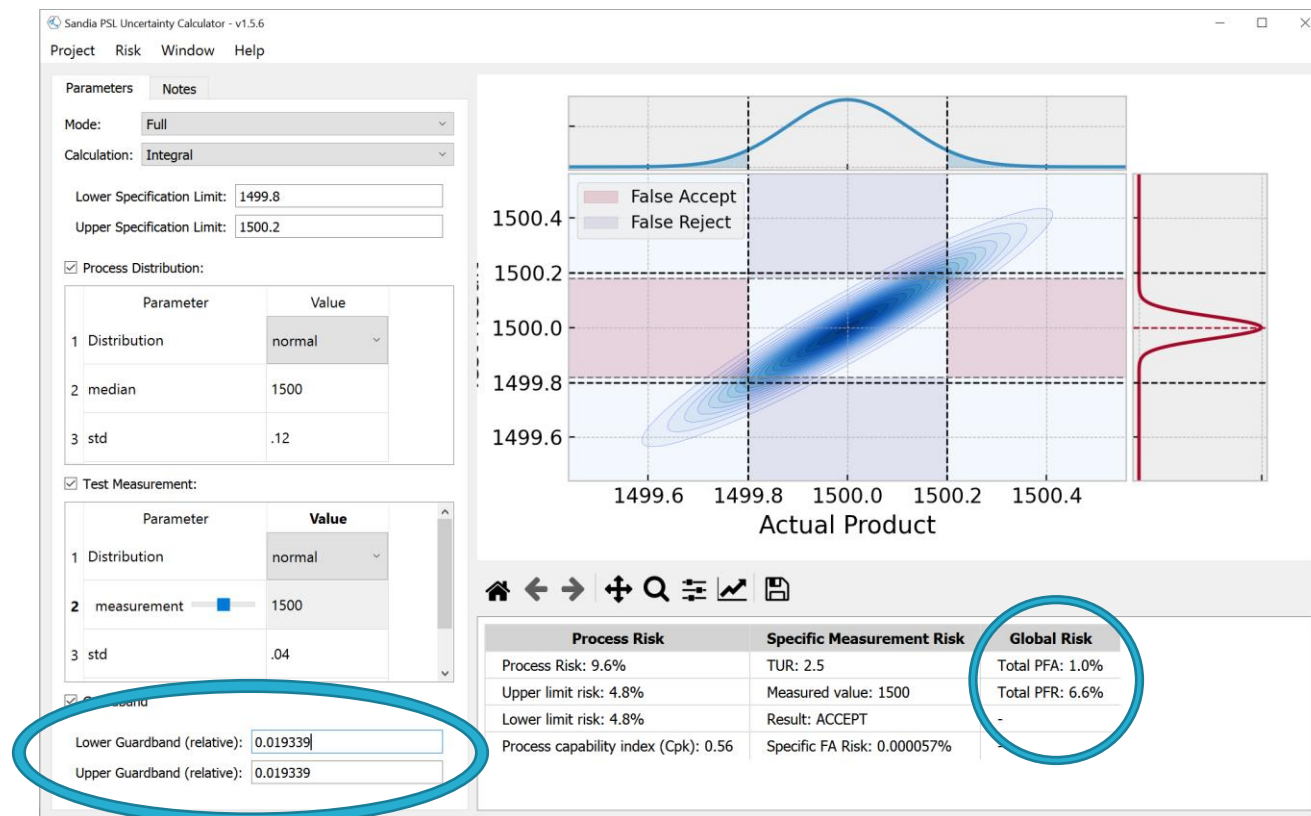 Sandia PSL Uncertainty Calculator - v1.5.6
Project Risk Window Help
Parameters Notes
Mode: Full
Calculation: Integral
Lower Specification Limit: 1499.8
Upper Specification Limit: 1500.2
Process Distribution:
Parameter Value
1 Distribution normal
2 median 1500
3 std .12
Test Measurement:
Parameter Value
1 Distribution normal
2 measurement 1500
3 std .04
Lower Guardband (relative): 0.019339
Upper Guardband (relative): 0.019339
False Accept
False Reject
1500.4
1500.2
1500.0
1499.8
1499.6
1499.6 1499.8 1500.0 1500.2 1500.4
Actual Product
Process Risk Specific Measurement Risk Global Risk
Process Risk: 9.6% TUR: 2.5 Total PFA: 1.0%
Upper limit risk: 4.8% Measured value: 1500 Total PFR: 6.6%
Lower limit risk: 4.8% Result: ACCEPT -
Process capability index (Cpk): 0.56 Specific FA Risk: 0.000057% -